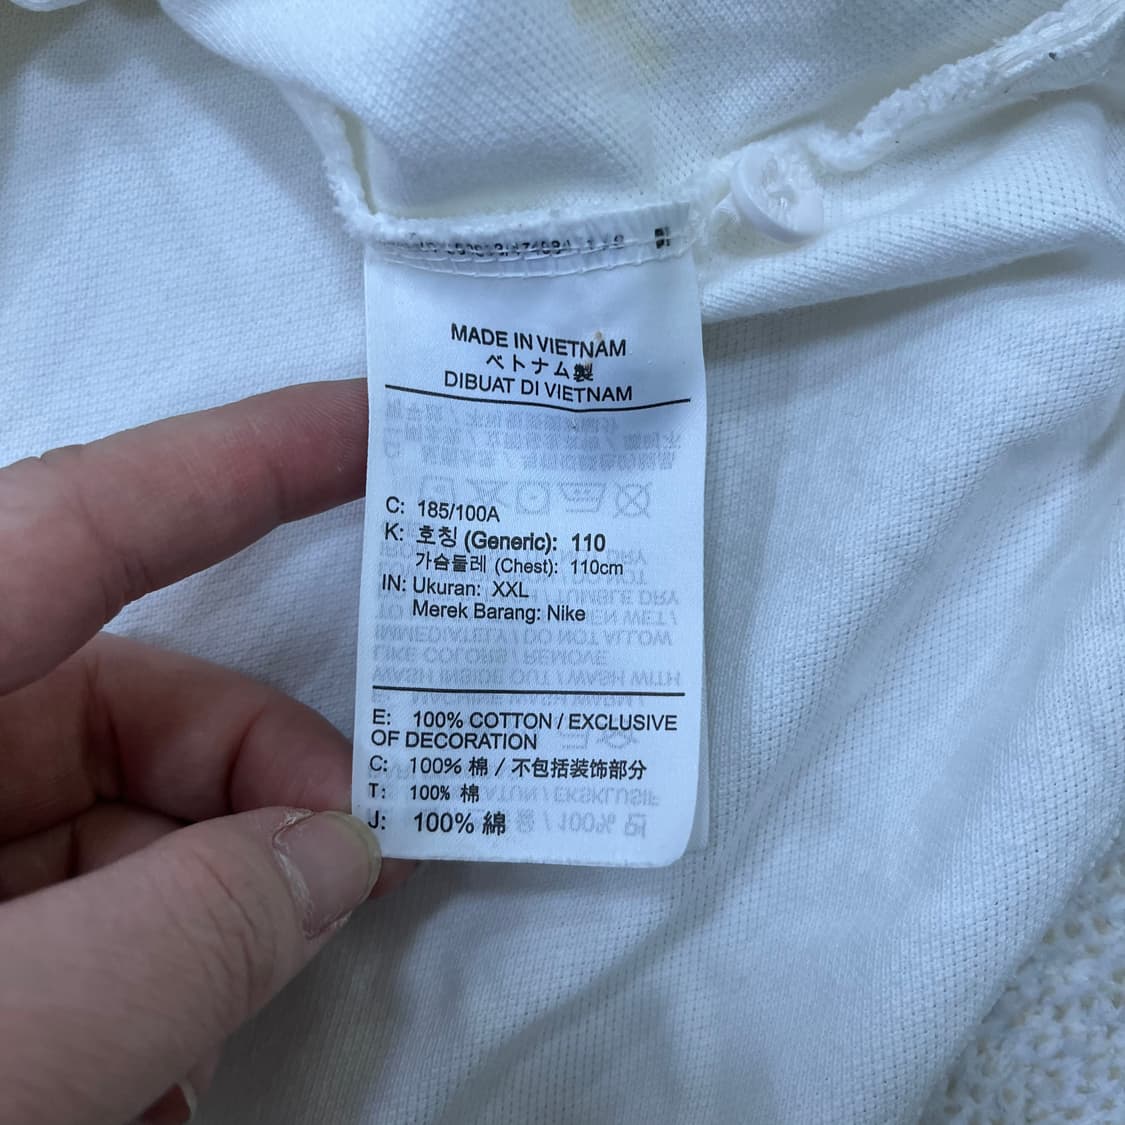 MADE IN VIETNAM
ベトナム製
DIBUAT DI VIETNAM
C: 185/100A
K: 호칭 (Generic): 110
가슴둘레 (Chest): 110cm
IN: Ukuran: XXL
Merek Barang: Nike
E: 100% COTTON / EXCLUSIVE
OF DECORATION
C: 100% 棉 / 不包括装饰部分
T: 100% 棉
J: 100% 綿